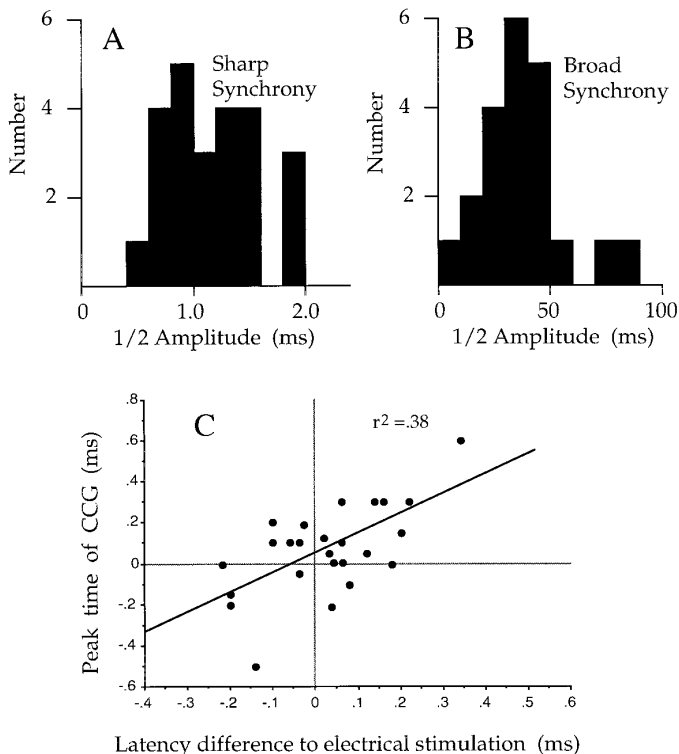 6
A
Sharp
Synchrony
4
2
Number
0
1.0
2.0
1/2 Amplitude (ms)
6
B
Broad
Synchrony
4
2
Number
0
50
100
1/2 Amplitude (ms)
C
r2 =.38
.6
.4
.2
0
-.2
-.4
-.6
Peak time of CCG (ms)
-.4
-.3
-.2
-.1
0
.1
.2
.3
.4
.5
.6
Latency difference to electrical stimulation (ms)